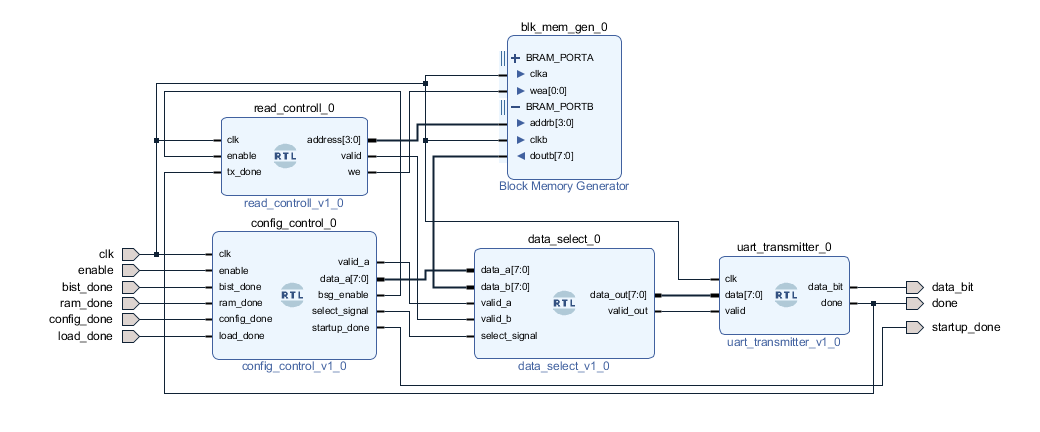 blk_mem_gen_0
BRAM_PORTA
clka
wea[0:0]
BRAM_PORTB
addrb[3:0]
clkb
doutb[7:0]
Block Memory Generator
read_controll_0
clk
enable
tx_done
RTL
address[3:0]
valid
we
read_controll_v1_0
clk
enable
bist_done
ram_done
config_done
load_done
config_control_0
clk
enable
bist_done
ram_done
config_done
load_done
RTL
valid_a
data_a[7:0]
bsg_enable
select_signal
startup_done
config_control_v1_0
data_select_0
data_a[7:0]
data_b[7:0]
valid_a
valid_b
select_signal
RTL
data_out[7:0]
valid_out
data_select_v1_0
uart_transmitter_0
clk
data[7:0]
valid
RTL
data_bit
done
uart_transmitter_v1_0
data_bit
done
startup_done